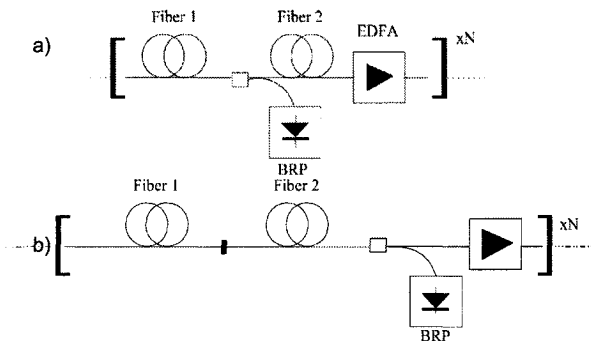 Fiber 1 Fiber 2 EDFA
a) xN
BRP
Fiber 1 Fiber 2
b) xN
BRP